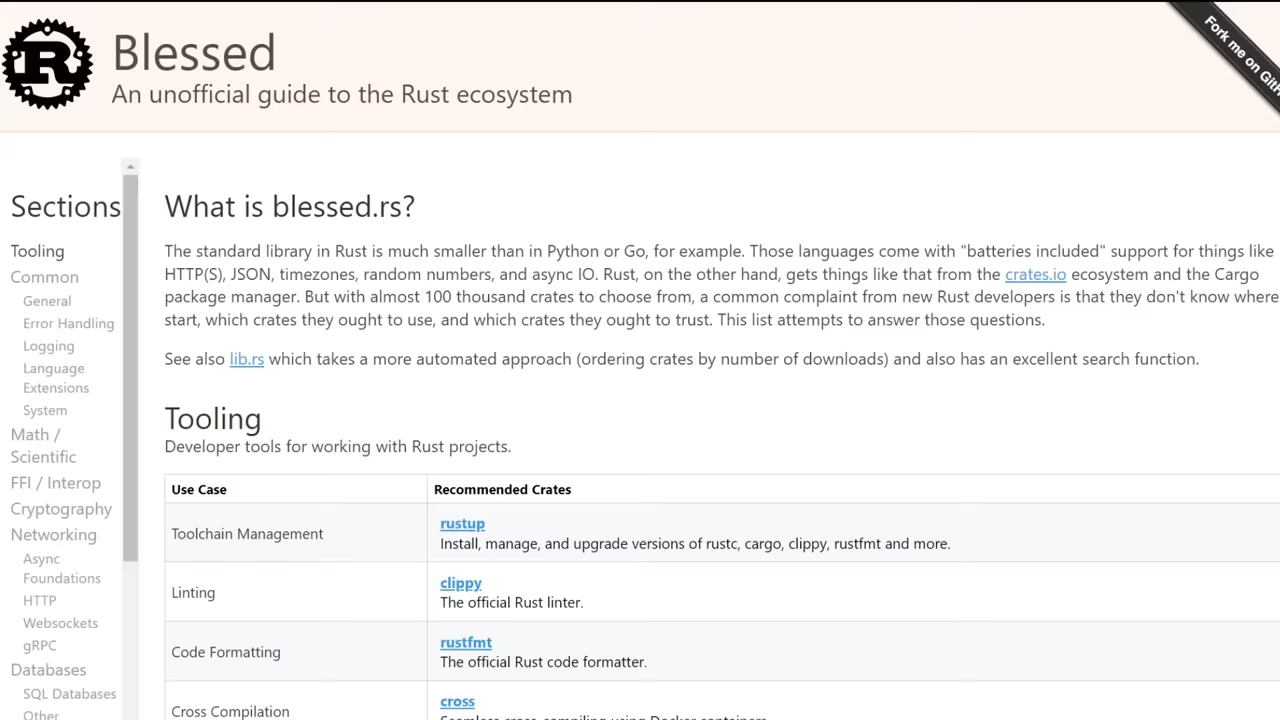 Blessed
An unofficial guide to the Rust ecosystem
Fork me on GitH
Sections
Tooling
Common
General
Error Handling
Logging
Language
Extensions
System
Math /
Scientific
FFI / Interop
Cryptography
Networking
Async
Foundations
HTTP
Websockets
gRPC
Databases
SQL Databases
Other
What is blessed.rs?
The standard library in Rust is much smaller than in Python or Go, for example. Those languages come with "batteries included" support for things like
HTTP(S), JSON, timezones, random numbers, and async IO. Rust, on the other hand, gets things like that from the crates.io ecosystem and the Cargo
package manager. But with almost 100 thousand crates to choose from, a common complaint from new Rust developers is that they don't know where
start, which crates they ought to use, and which crates they ought to trust. This list attempts to answer those questions.
See also lib.rs which takes a more automated approach (ordering crates by number of downloads) and also has an excellent search function.
Tooling
Developer tools for working with Rust projects.
Use Case Recommended Crates
Toolchain Management
rustup
Install, manage, and upgrade versions of rustc, cargo, clippy, rustfmt and more.
Linting
clippy
The official Rust linter.
Code Formatting
rustfmt
The official Rust code formatter.
Cross Compilation
cross
Seamless cross-compiling using Docker containers.